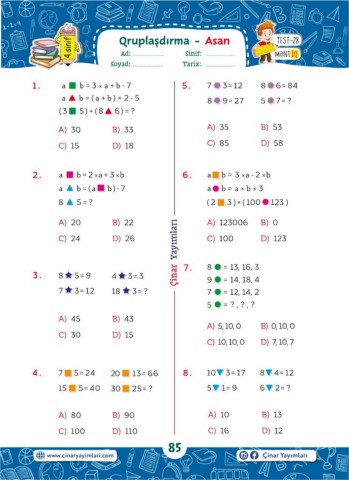 Qruplaşdırma - Asan
4.sinif
Ad:
Sinif:
Soyad:
Tarix:
TEST-28
MƏNTİQ
1. a ■ b = 3 × a + b - 7
a ▲ b = (a + b) × 2 - 5
(3 ■ 5) + (8 ▲ 6) = ?
A) 30 B) 33
C) 15 D) 18
2. a ■ b = 2 × a + 3 × b
a ▲ b = (a ■ b) - 7
8 ▲ 5 = ?
A) 20 B) 22
C) 24 D) 26
3. 8 ★ 5 = 9 4 ★ 3 = 3
7 ★ 3 = 12 18 ★ 3 = ?
A) 45 B) 43
C) 30 D) 15
4. 7 ■ 5 = 24 20 ■ 13 = 66
15 ■ 5 = 40 30 ■ 25 = ?
A) 80 B) 90
C) 100 D) 110
Çinar Yayımları
5. 7 ● 3 = 12 8 ● 6 = 84
8 ● 9 = 27 5 ● 7 = ?
A) 35 B) 53
C) 85 D) 58
6. a ■ b = 3 × a - 2 × b
a ● b = a × b × 3
(2 ■ 3) × (100 ● 123)
A) 123006 B) 0
C) 100 D) 123
7. 8 ● = 13, 16, 3
9 ● = 14, 18, 4
7 ● = 12, 14, 2
5 ● = ? , ? , ?
A) 5, 10, 0 B) 0, 10, 0
C) 10, 10, 0 D) 7, 10, 7
8. 10 ▼ 3 = 17 8 ▼ 4 = 12
5 ▼ 1 = 9 6 ▼ 2 = ?
A) 10 B) 13
C) 16 D) 12
85
www.cinaryayimlari.com
Çinar Yayımları